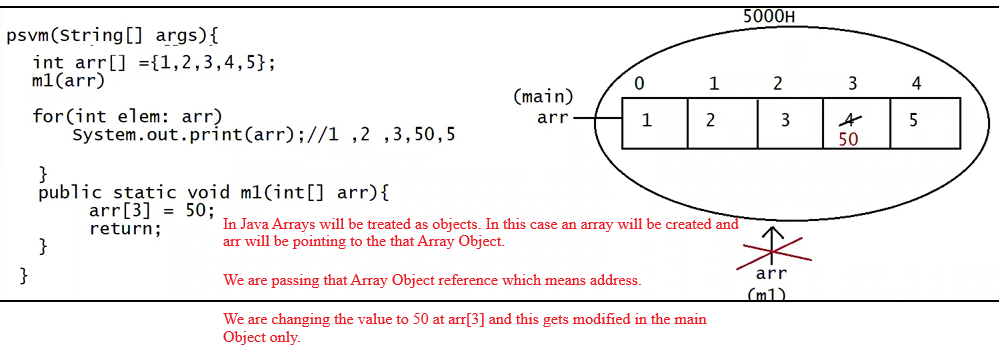 5000H
psvm(String[] args){
int arr[] ={1,2,3,4,5};
m1(arr)
for(int elem: arr)
System.out.print(arr);//1 ,2 ,3,50,5
}
public static void m1(int[] arr){
arr[3] = 50;
return;
}
}
0 1 2 3 4
(main)
arr
1 2 3 4 5
50
arr
(m1)
In Java Arrays will be treated as objects. In this case an array will be created and
arr will be pointing to the that Array Object.
We are passing that Array Object reference which means address.
We are changing the value to 50 at arr[3] and this gets modified in the main
Object only.